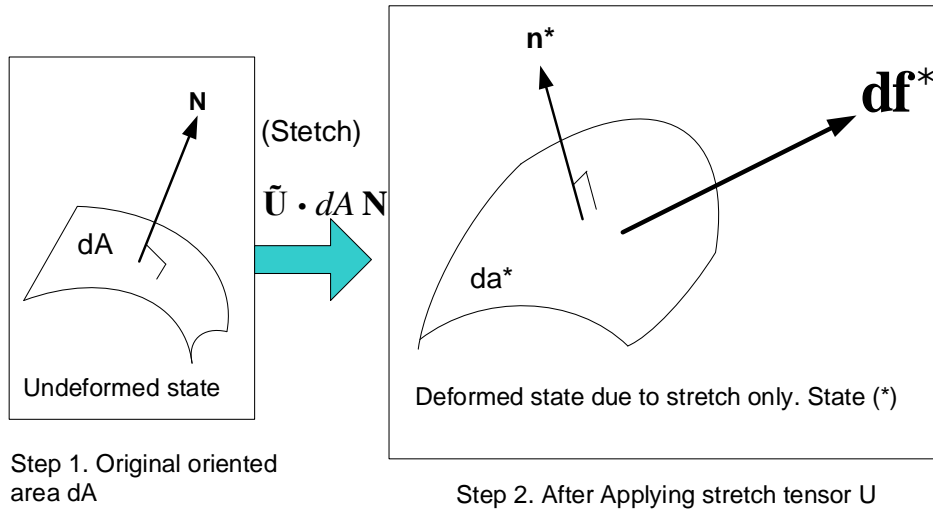 N
(Stetch)
Ũ · dA N
dA
Undeformed state
Step 1. Original oriented
area dA
n*
df*
da*
Deformed state due to stretch only. State (*)
Step 2. After Applying stretch tensor U